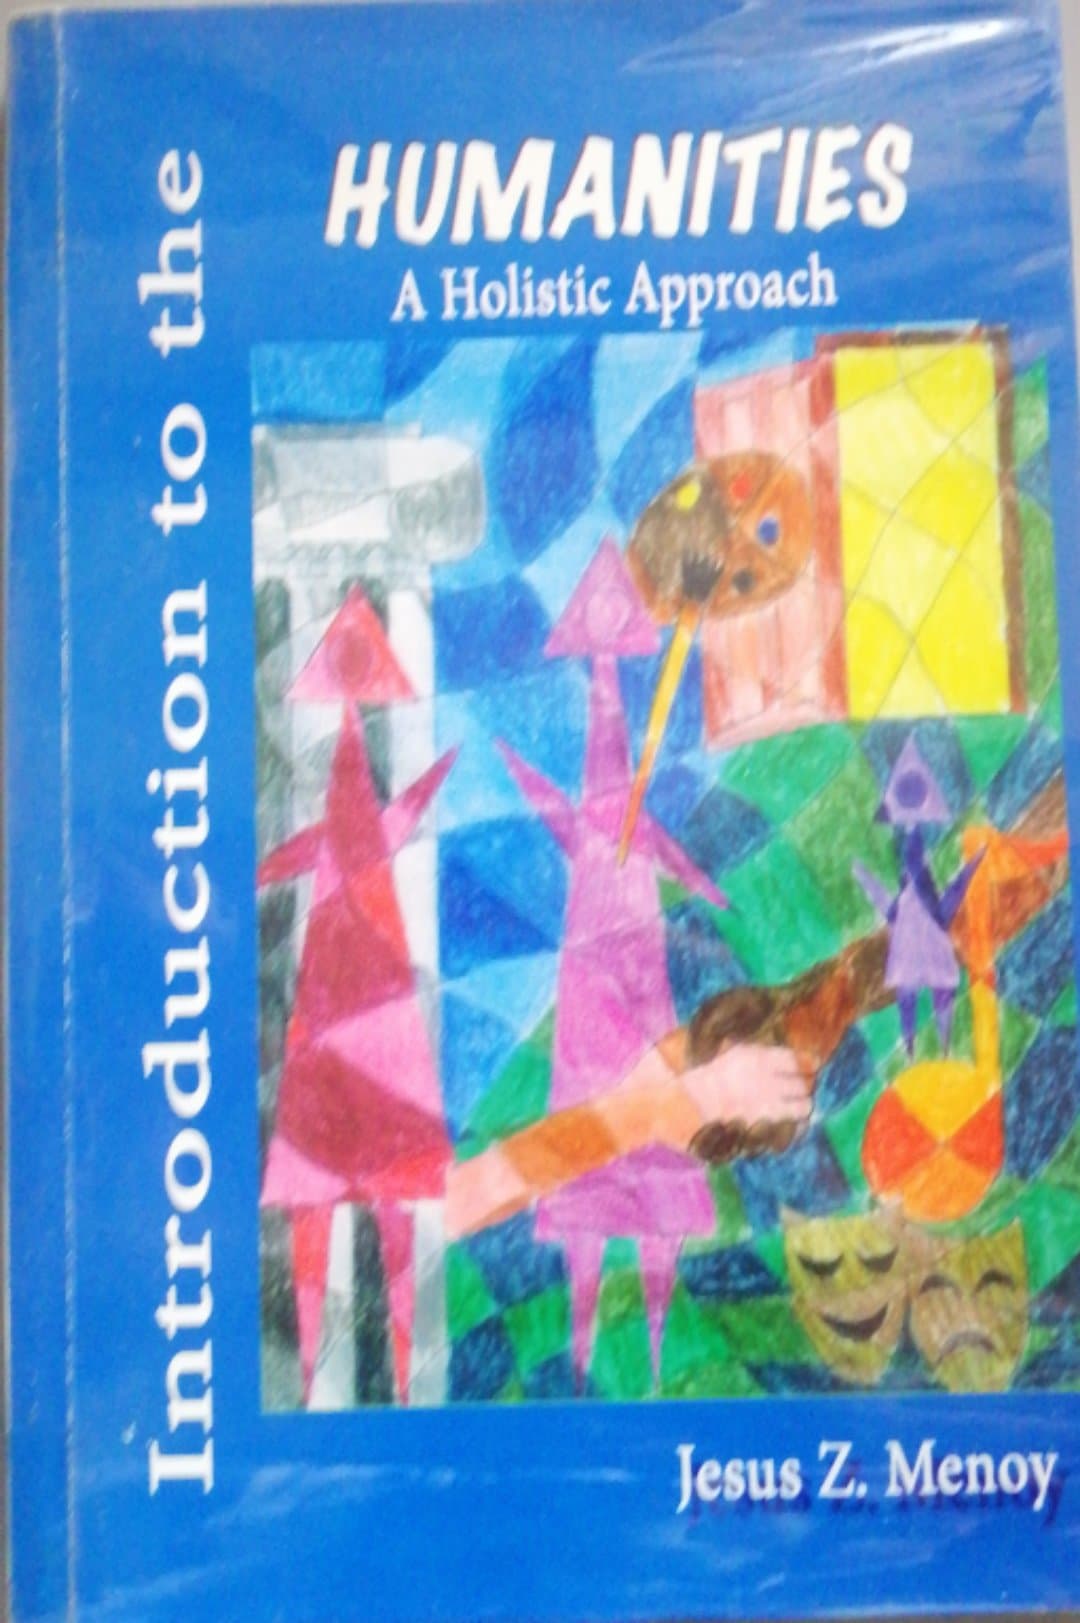 Introduction to the
HUMANITIES
A Holistic Approach
Jesus Z. Menoy